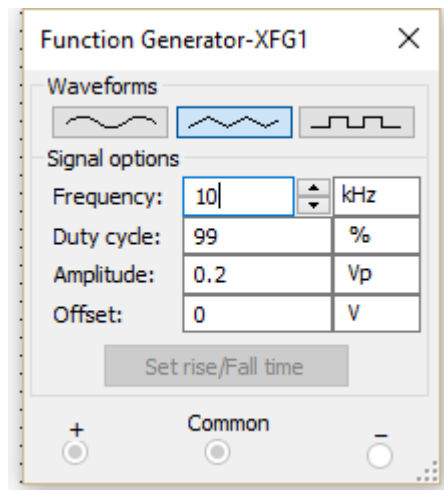 Function Generator-XFG1
Waveforms
Signal options
Frequency: 10 kHz
Duty cycle: 99 %
Amplitude: 0.2 Vp
Offset: 0 V
Set rise/Fall time
+ Common –